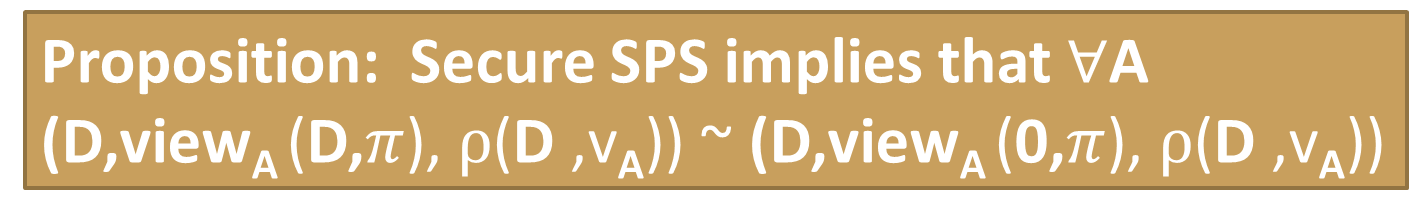 Proposition: Secure SPS implies that ∀A
(D,view_A (D,π), ρ(D ,v_A)) ~ (D,view_A (0,π), ρ(D ,v_A))